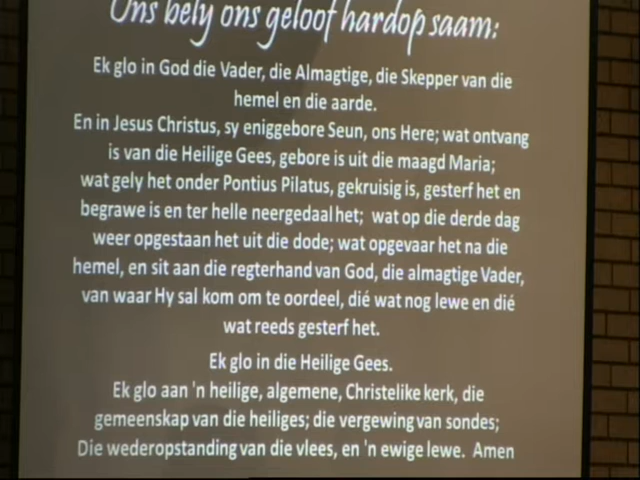 Ons bely ons geloof hardop saam:
Ek glo in God die Vader, die Almagtige, die Skepper van die
hemel en die aarde.
En in Jesus Christus, sy eniggebore Seun, ons Here; wat ontvang
is van die Heilige Gees, gebore is uit die maagd Maria;
wat gely het onder Pontius Pilatus, gekruisig is, gesterf het en
begrawe is en ter helle neergedaal het; wat op die derde dag
weer opgestaan het uit die dode; wat opgevaar het na die
hemel, en sit aan die regterhand van God, die almagtige Vader,
van waar Hy sal kom om te oordeel, dié wat nog lewe en dié
wat reeds gesterf het.
Ek glo in die Heilige Gees.
Ek glo aan 'n heilige, algemene, Christelike kerk, die
gemeenskap van die heiliges; die vergewing van sondes;
Die wederopstanding van die vlees, en 'n ewige lewe. Amen